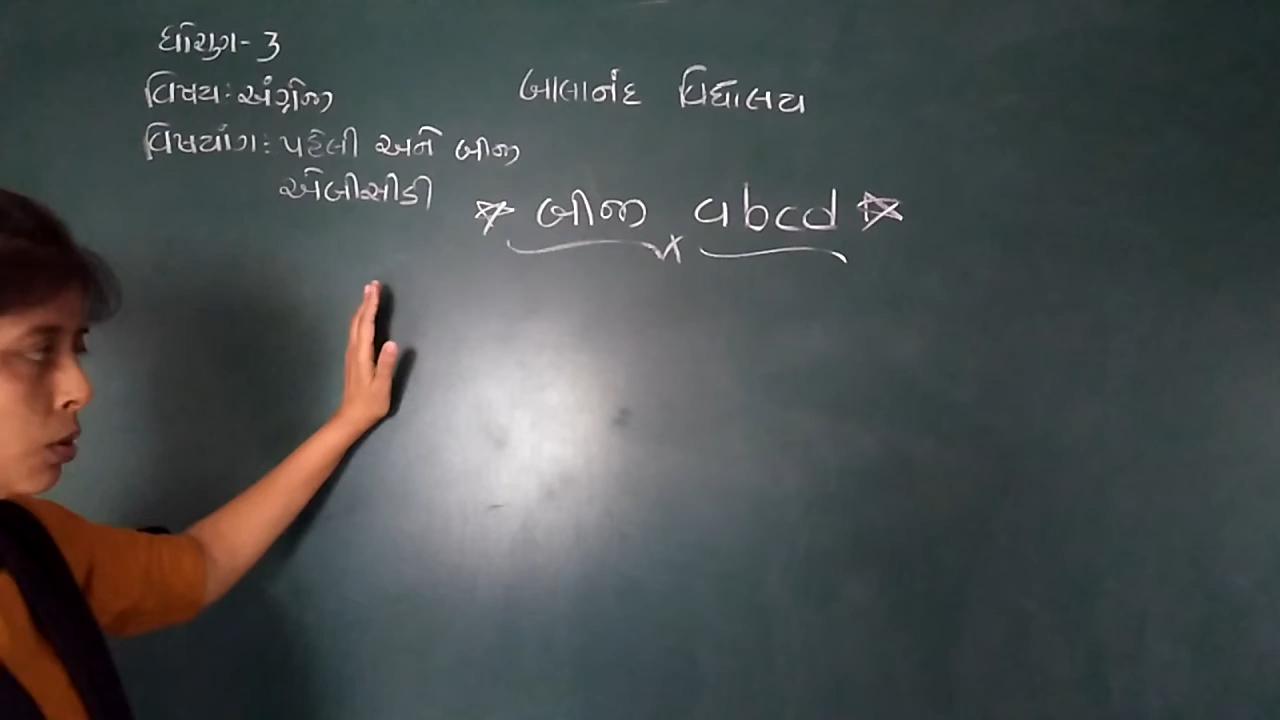 ધોરણ - 3
વિષય : અંગ્રેજી
બાલાનંદ વિદ્યાલય
વિષયાંગ : પહેલી અને બીજી
એબીસીડી
☆ બીજી abcd ☆